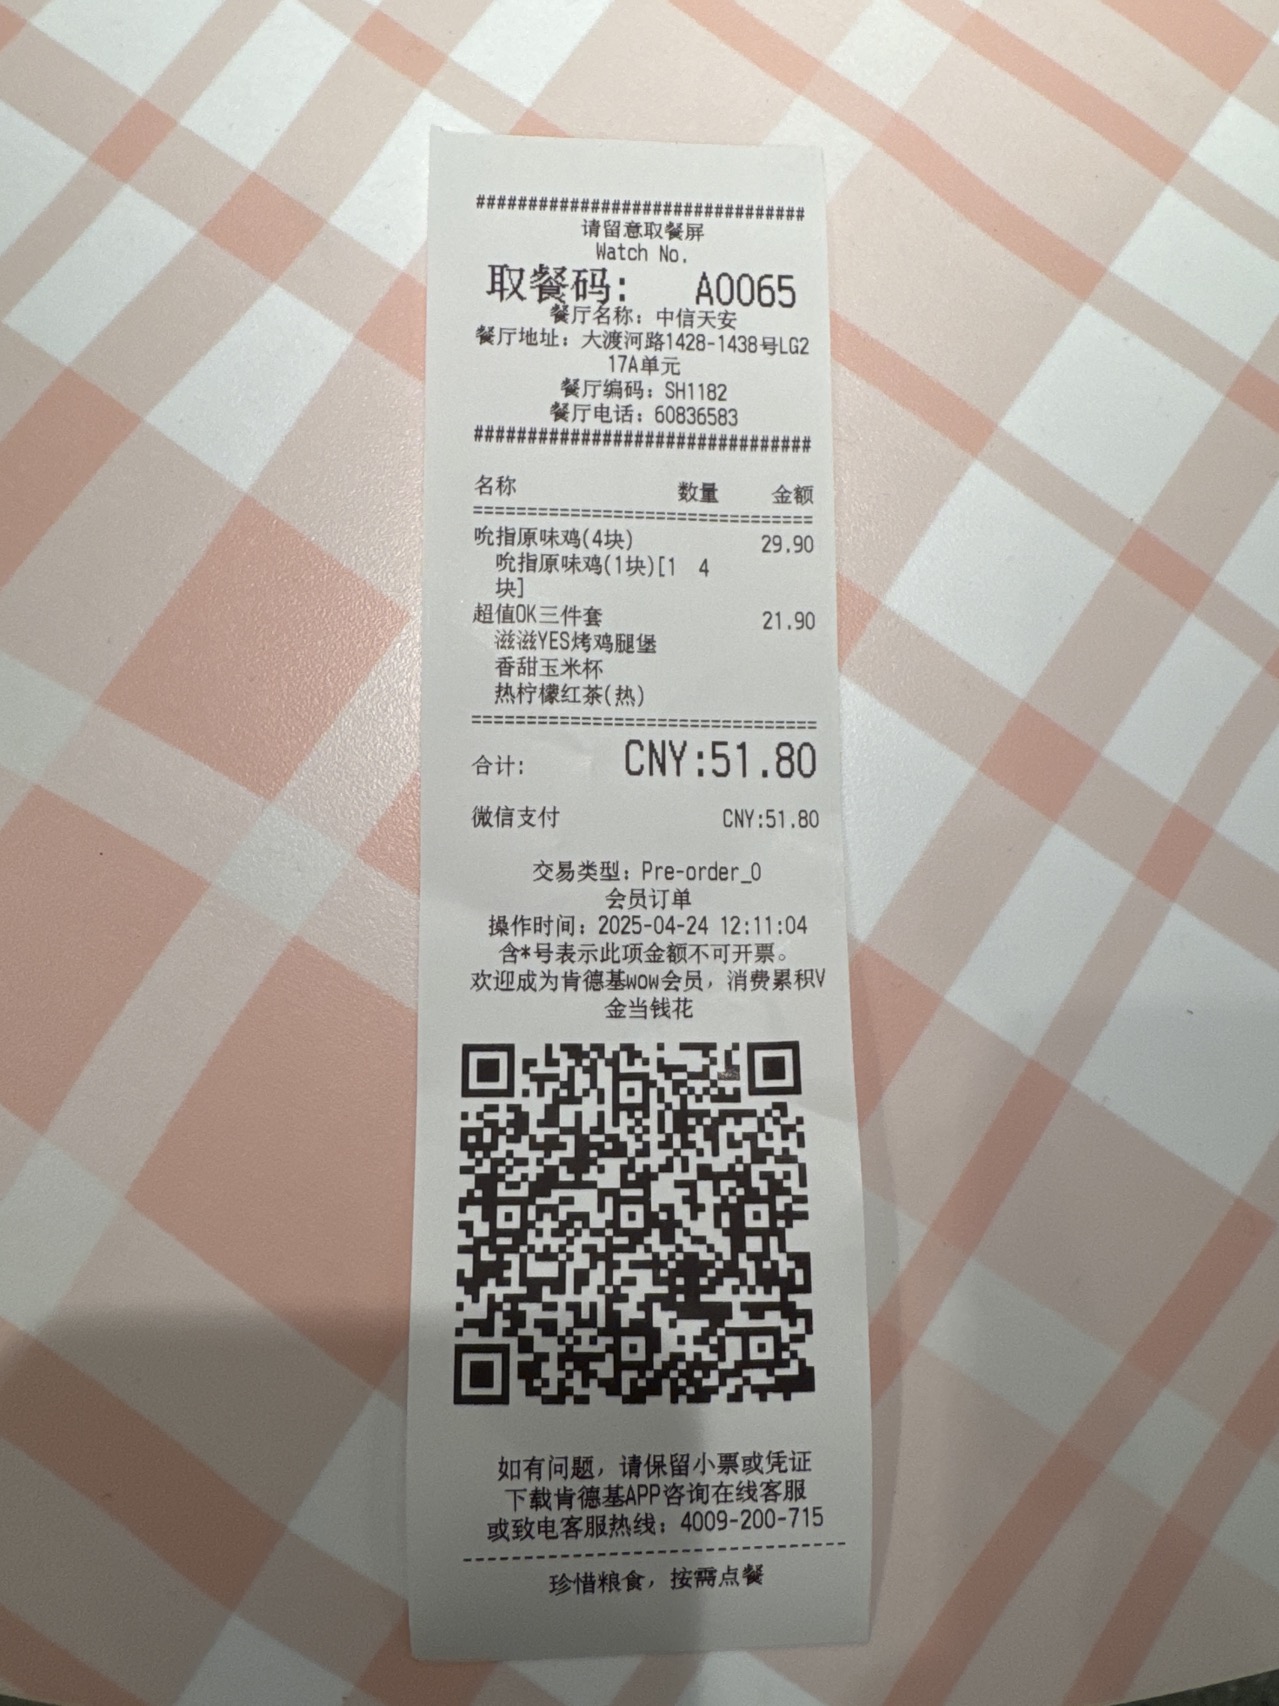 ################################
请留意取餐屏
Watch No.
取餐码: A0065
餐厅名称：中信天安
餐厅地址：大渡河路1428-1438号LG2
17A单元
餐厅编码：SH1182
餐厅电话：60836583
################################
名称 数量 金额
================================
吮指原味鸡(4块) 29.90
吮指原味鸡(1块)[1 4
块]
超值OK三件套 21.90
滋滋YES烤鸡腿堡
香甜玉米杯
热柠檬红茶(热)
================================
合计: CNY:51.80
微信支付 CNY:51.80
交易类型：Pre-order_0
会员订单
操作时间：2025-04-24 12:11:04
含*号表示此项金额不可开票。
欢迎成为肯德基wow会员，消费累积V
金当钱花
如有问题，请保留小票或凭证
下载肯德基APP咨询在线客服
或致电客服热线：4009-200-715
--------------------------------
珍惜粮食，按需点餐